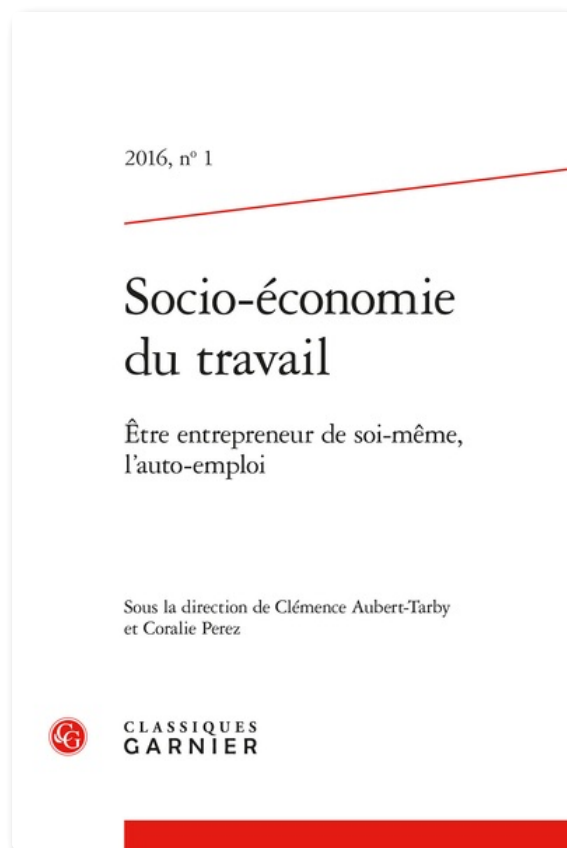 2016, nº 1
Socio-économie
du travail
Être entrepreneur de soi-même,
l’auto-emploi
Sous la direction de Clémence Aubert-Tarby
et Coralie Perez
CG
CLASSIQUES
GARNIER